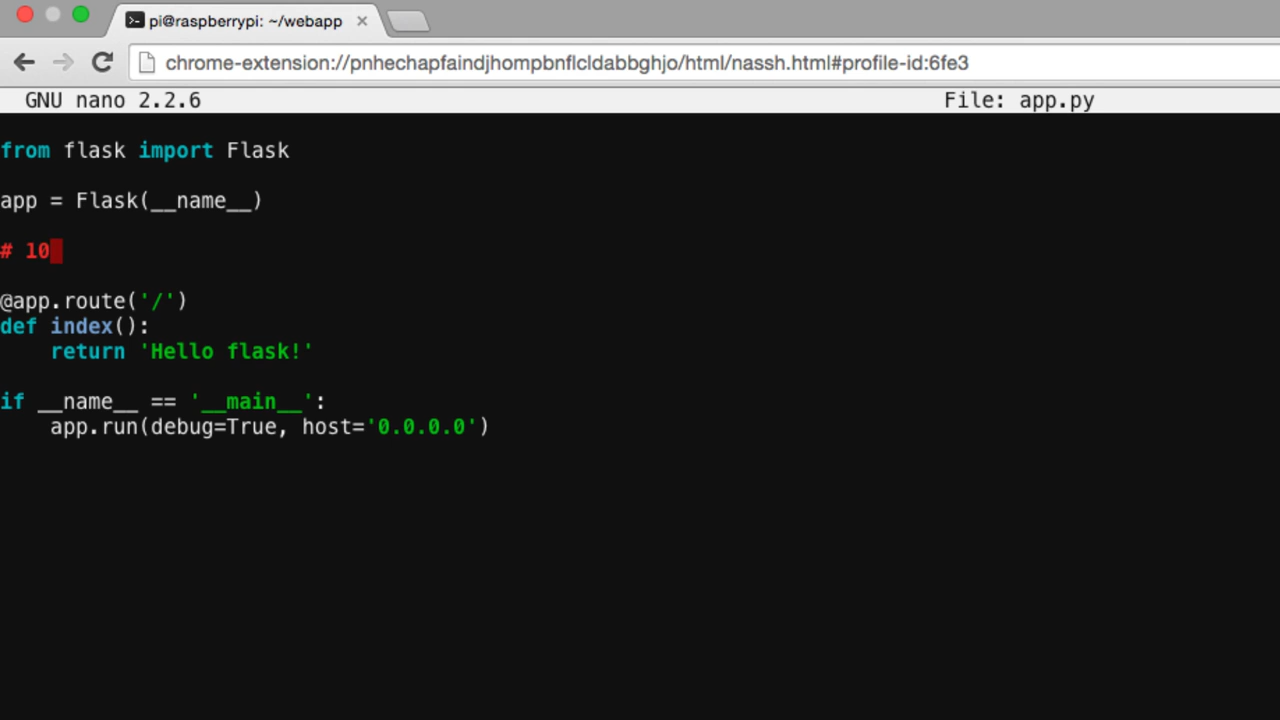 pi@raspberrypi: ~/webapp
chrome-extension://pnhechapfaindjhompbnflcldabbghjo/html/nassh.html#profile-id:6fe3
GNU nano 2.2.6 File: app.py
from flask import Flask
app = Flask(__name__)
# 10
@app.route('/')
def index():
    return 'Hello flask!'
if __name__ == '__main__':
    app.run(debug=True, host='0.0.0.0')